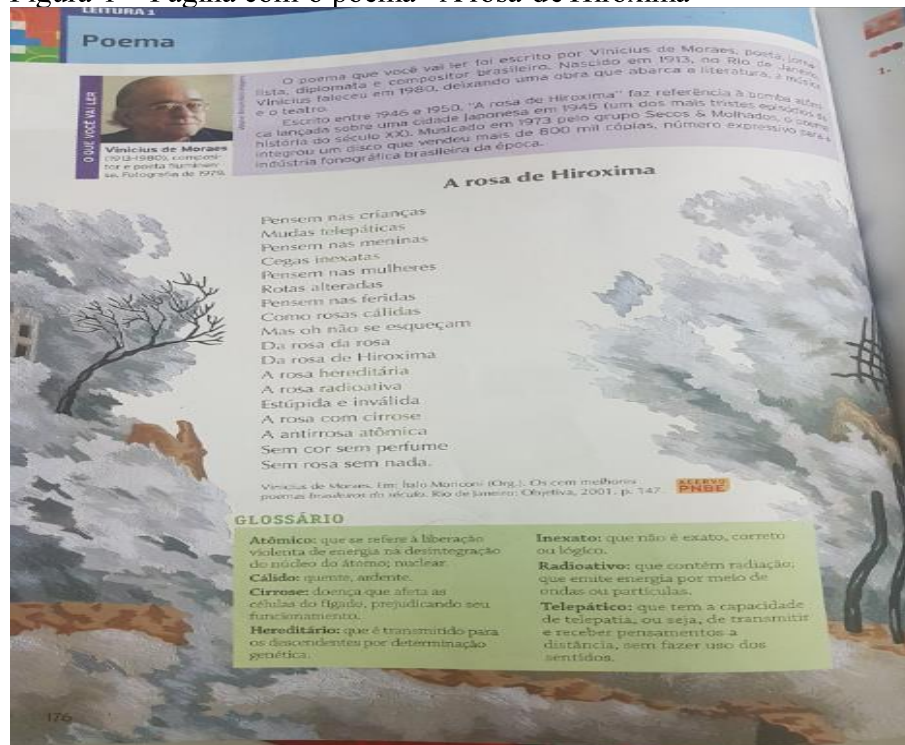 Figura 1 – Página com o poema “A rosa de Hiroxima”
LEITURA 1
Poema
O QUE VOCÊ VAI LER
O poema que você vai ler foi escrito por Vinicius de Moraes, poeta, jorna-
lista, diplomata e compositor brasileiro. Nascido em 1913, no Rio de Janeiro,
Vinicius faleceu em 1980, deixando uma obra que abarca a literatura, a música
e o teatro.
Escrito entre 1946 e 1950, "A rosa de Hiroxima" faz referência à bomba atômi-
ca lançada sobre uma cidade japonesa em 1945 (um dos mais tristes episódios da
história do século XX). Musicado em 1973 pelo grupo Secos & Molhados, o poema
integrou um disco que vendeu mais de 800 mil cópias, número expressivo para a
indústria fonográfica brasileira da época.
Vinicius de Moraes
(1913-1980), composi-
tor e poeta fluminen-
se. Fotografia de 1979.
A rosa de Hiroxima
Pensem nas crianças
Mudas telepáticas
Pensem nas meninas
Cegas inexatas
Pensem nas mulheres
Rotas alteradas
Pensem nas feridas
Como rosas cálidas
Mas oh não se esqueçam
Da rosa da rosa
Da rosa de Hiroxima
A rosa hereditária
A rosa radioativa
Estúpida e inválida
A rosa com cirrose
A antirrosa atômica
Sem cor sem perfume
Sem rosa sem nada.
Vinicius de Moraes. Em: Ítalo Moriconi (Org.). Os cem melhores
poemas brasileiros do século. Rio de Janeiro: Objetiva, 2001. p. 147.
ACERVO
PNBE
GLOSSÁRIO
Atômico: que se refere à liberação
violenta de energia na desintegração
do núcleo do átomo; nuclear.
Cálido: quente, ardente.
Cirrose: doença que afeta as
células do fígado, prejudicando seu
funcionamento.
Hereditário: que é transmitido para
os descendentes por determinação
genética.
Inexato: que não é exato, correto
ou lógico.
Radioativo: que contém radiação;
que emite energia por meio de
ondas ou partículas.
Telepático: que tem a capacidade
de telepatia, ou seja, de transmitir
e receber pensamentos a
distância, sem fazer uso dos
sentidos.
176
1-